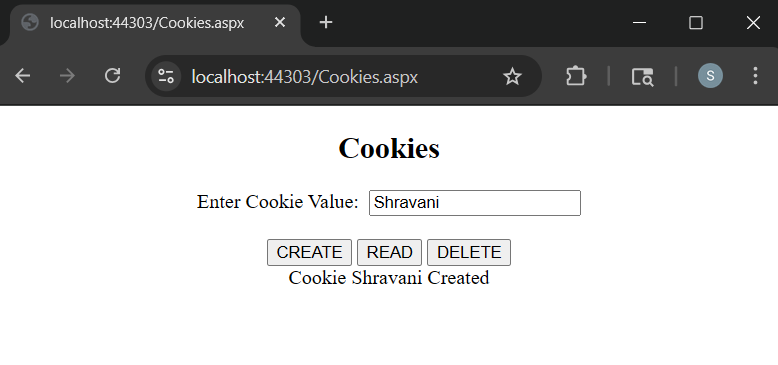 localhost:44303/Cookies.aspx
localhost:44303/Cookies.aspx
S
Cookies
Enter Cookie Value: Shravani
CREATE READ DELETE
Cookie Shravani Created